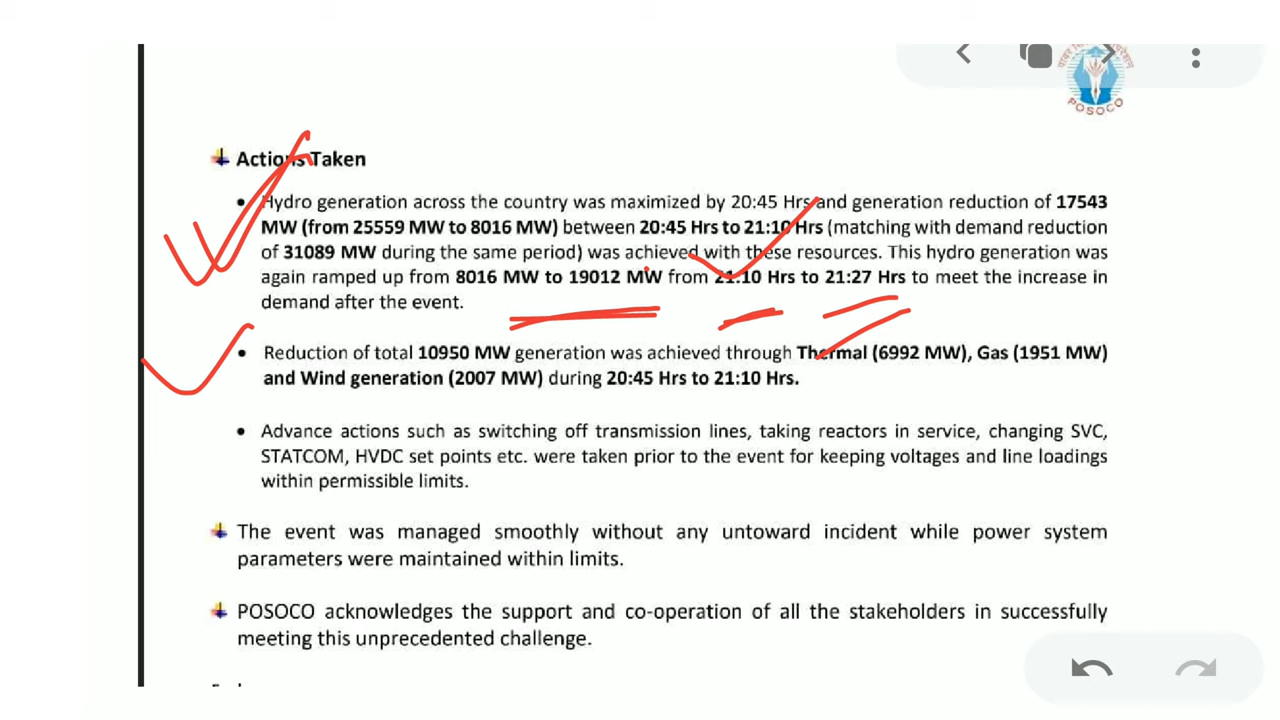 POSOCO
Actions Taken
• Hydro generation across the country was maximized by 20:45 Hrs and generation reduction of 17543
MW (from 25559 MW to 8016 MW) between 20:45 Hrs to 21:10 Hrs (matching with demand reduction
of 31089 MW during the same period) was achieved with these resources. This hydro generation was
again ramped up from 8016 MW to 19012 MW from 21:10 Hrs to 21:27 Hrs to meet the increase in
demand after the event.
• Reduction of total 10950 MW generation was achieved through Thermal (6992 MW), Gas (1951 MW)
and Wind generation (2007 MW) during 20:45 Hrs to 21:10 Hrs.
• Advance actions such as switching off transmission lines, taking reactors in service, changing SVC,
STATCOM, HVDC set points etc. were taken prior to the event for keeping voltages and line loadings
within permissible limits.
The event was managed smoothly without any untoward incident while power system
parameters were maintained within limits.
POSOCO acknowledges the support and co-operation of all the stakeholders in successfully
meeting this unprecedented challenge.